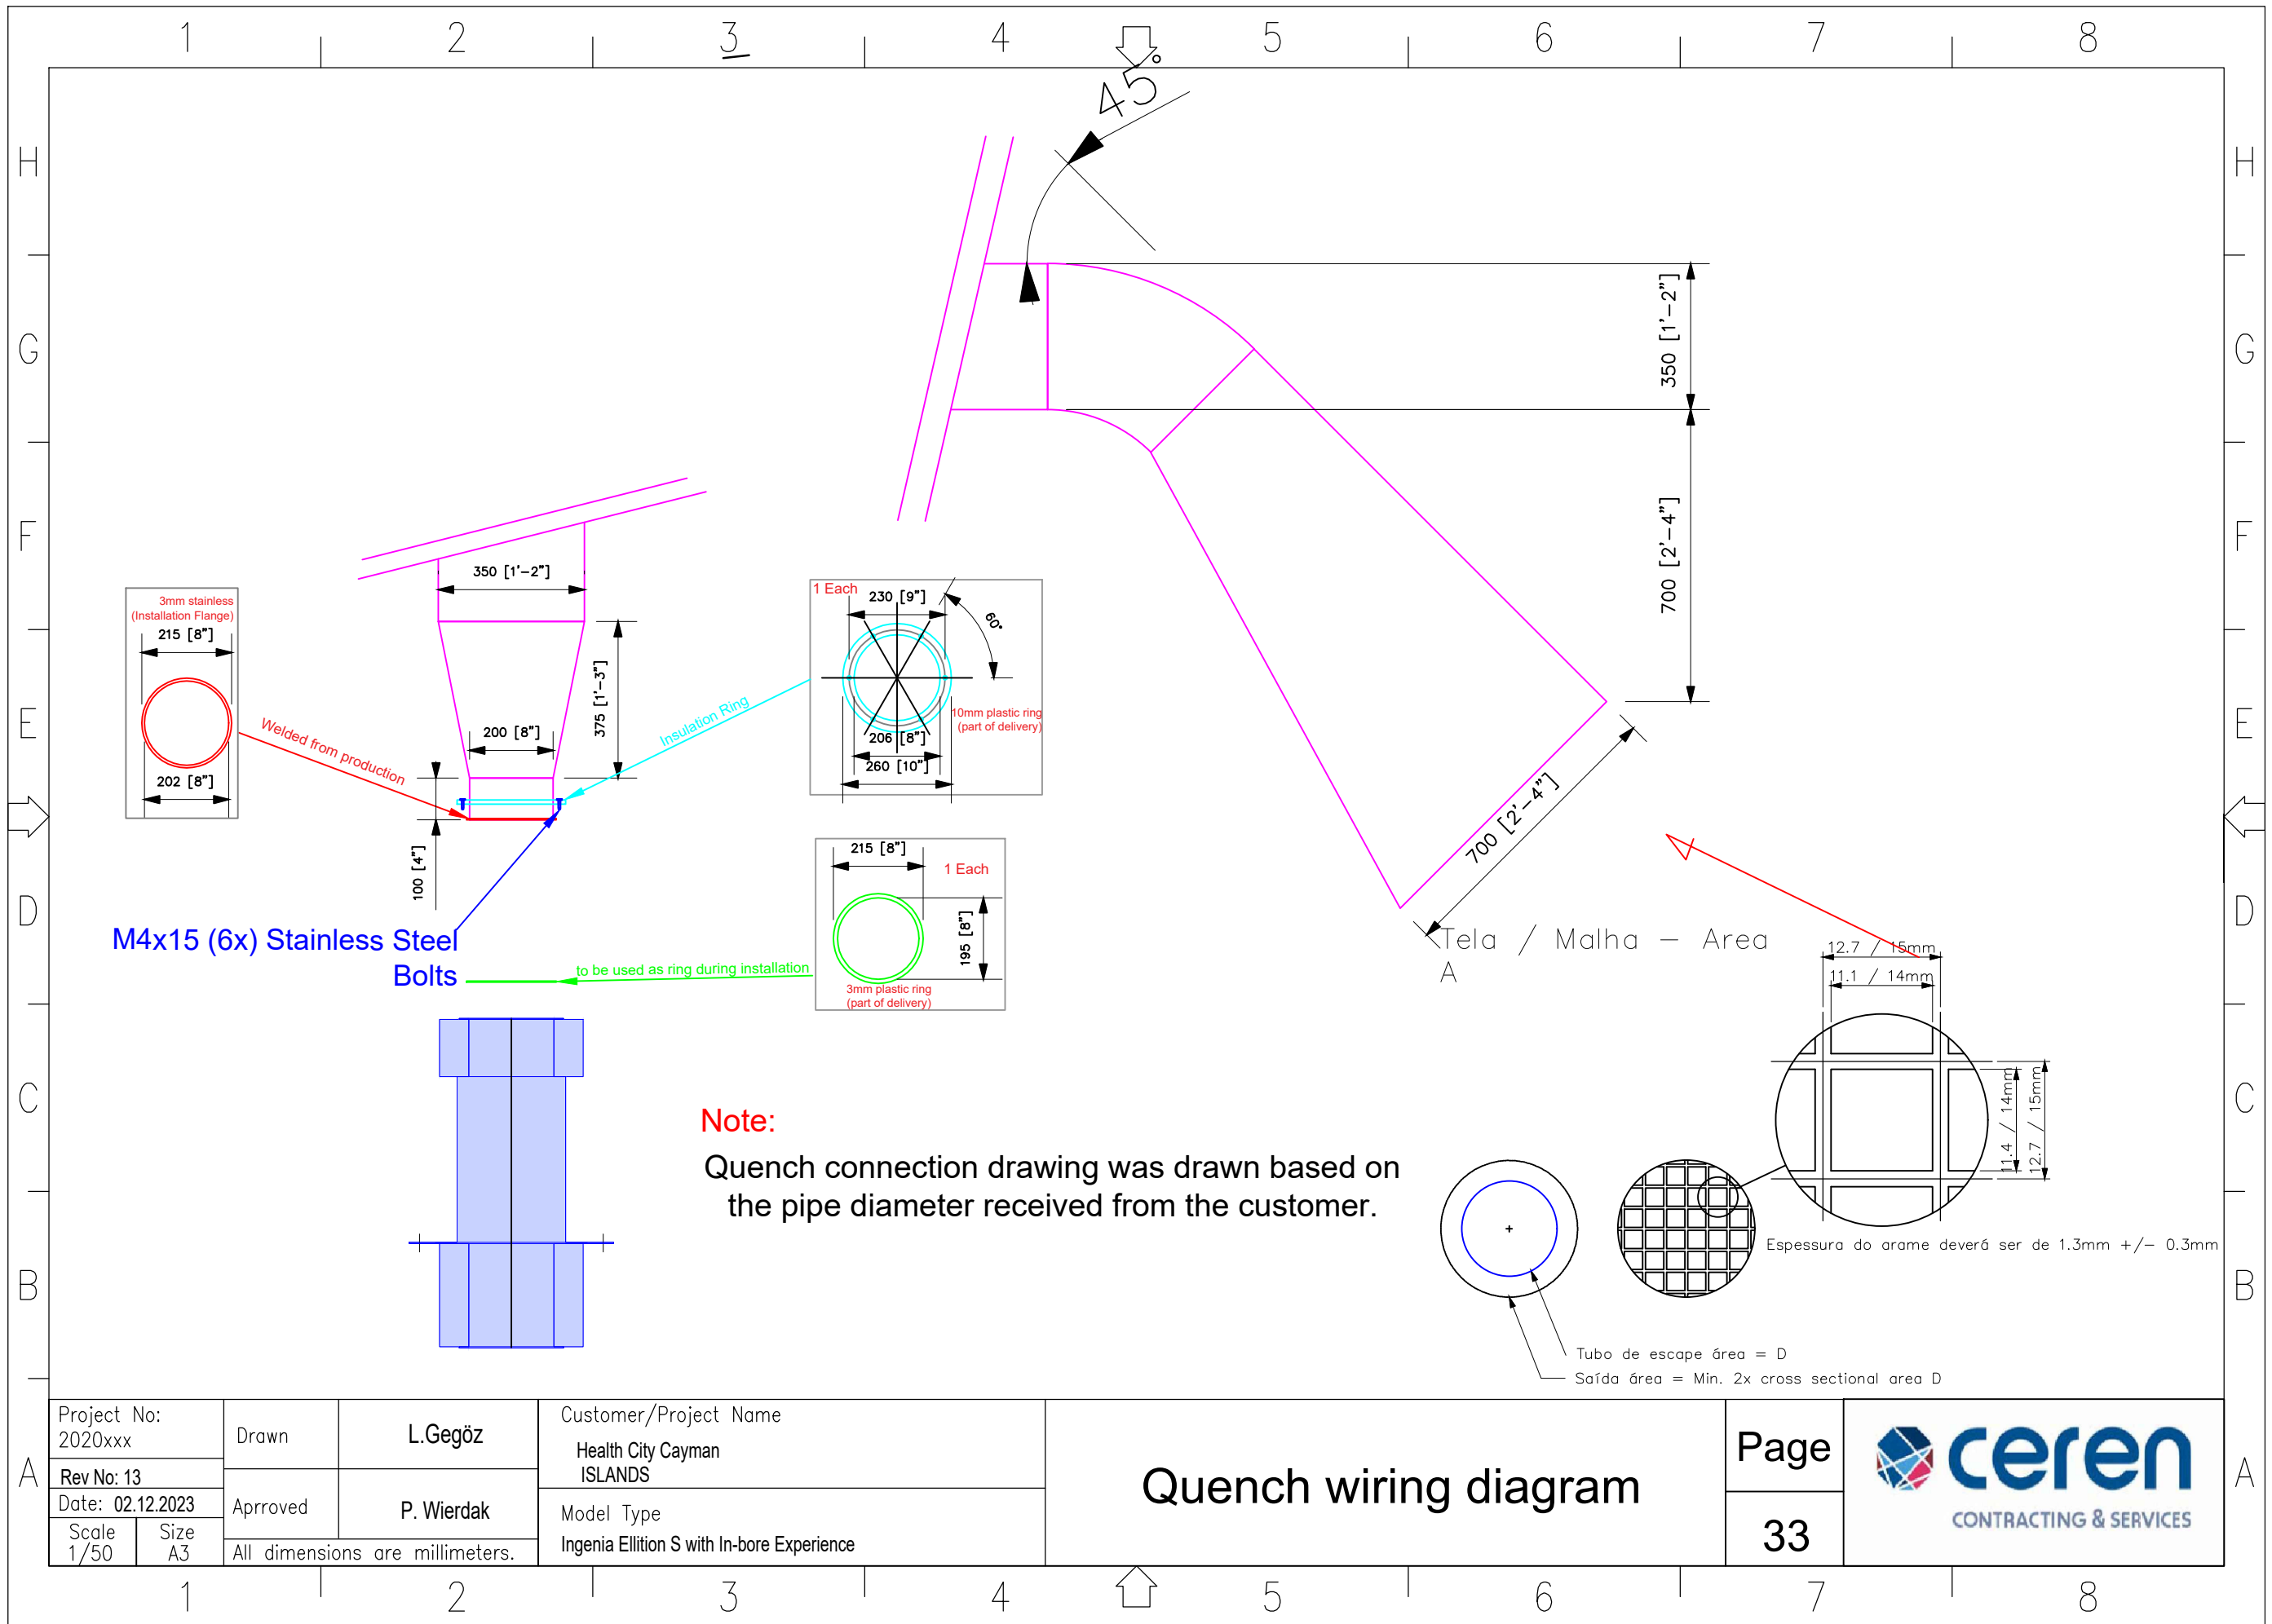 1 2 3 4 5 6 7 8
H H
G G
F F
E E
D D
C C
B B
A A
45°
350 [1'-2"]
700 [2'-4"]
700 [2'-4"]
3mm stainless
(Installation Flange)
215 [8"]
202 [8"]
Welded from production
350 [1'-2"]
375 [1'-3"]
200 [8"]
100 [4"]
Insulation Ring
1 Each
230 [9"]
60°
10mm plastic ring
(part of delivery)
206 [8"]
260 [10"]
M4x15 (6x) Stainless Steel
Bolts
to be used as ring during installation
215 [8"]
1 Each
195 [8"]
3mm plastic ring
(part of delivery)
Tela / Malha - Area
A
12.7 / 15mm
11.1 / 14mm
11.4 / 14mm
12.7 / 15mm
Espessura do arame deverá ser de 1.3mm +/- 0.3mm
Tubo de escape área = D
Saída área = Min. 2x cross sectional area D
Note:
Quench connection drawing was drawn based on
the pipe diameter received from the customer.
Project No:
2020xxx
Rev No: 13
Date: 02.12.2023
Scale
1/50
Size
A3
Drawn
L.Gegöz
Aprroved
P. Wierdak
All dimensions are millimeters.
Customer/Project Name
Health City Cayman
ISLANDS
Model Type
Ingenia Ellition S with In-bore Experience
Quench wiring diagram
Page
33
ceren
CONTRACTING & SERVICES
1 2 3 4 5 6 7 8